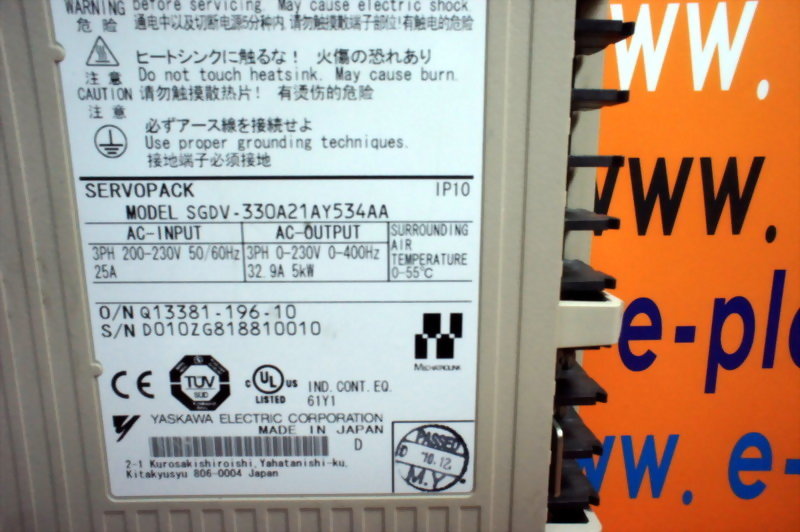 WARNING before servicing. May cause electric shock
危 险 通电中以及切断电源5分种内,请勿触摸散端子部位!有触电的危险
ヒートシンクに触るな! 火傷の恐れあり
注 意 Do not touch heatsink. May cause burn.
CAUTION 请勿触摸散热片! 有烫伤的危险
注 意
必ずアース線を接続せよ
Use proper grounding techniques.
接地端子必须接地
SERVOPACK IP10
MODEL SGDV-330A21AY534AA
AC-INPUT AC-OUTPUT SURROUNDING
AIR
TEMPERATURE
0-55℃
3PH 200-230V 50/60Hz 3PH 0-230V 0-400Hz
25A 32.9A 5kW
O/N Q13381-196-10
S/N D010ZG818810010
MECHATROLINK
CE TÜV SÜD c UL US LISTED IND. CONT. EQ.
61Y1
YASKAWA ELECTRIC CORPORATION
MADE IN JAPAN
D
2-1 Kurosakishiroishi, Yahatanishi-ku,
Kitakyusyu 806-0004 Japan
PASSED
'10.12
M.Y.
WW.
WWW.
e-plc
ww. e-